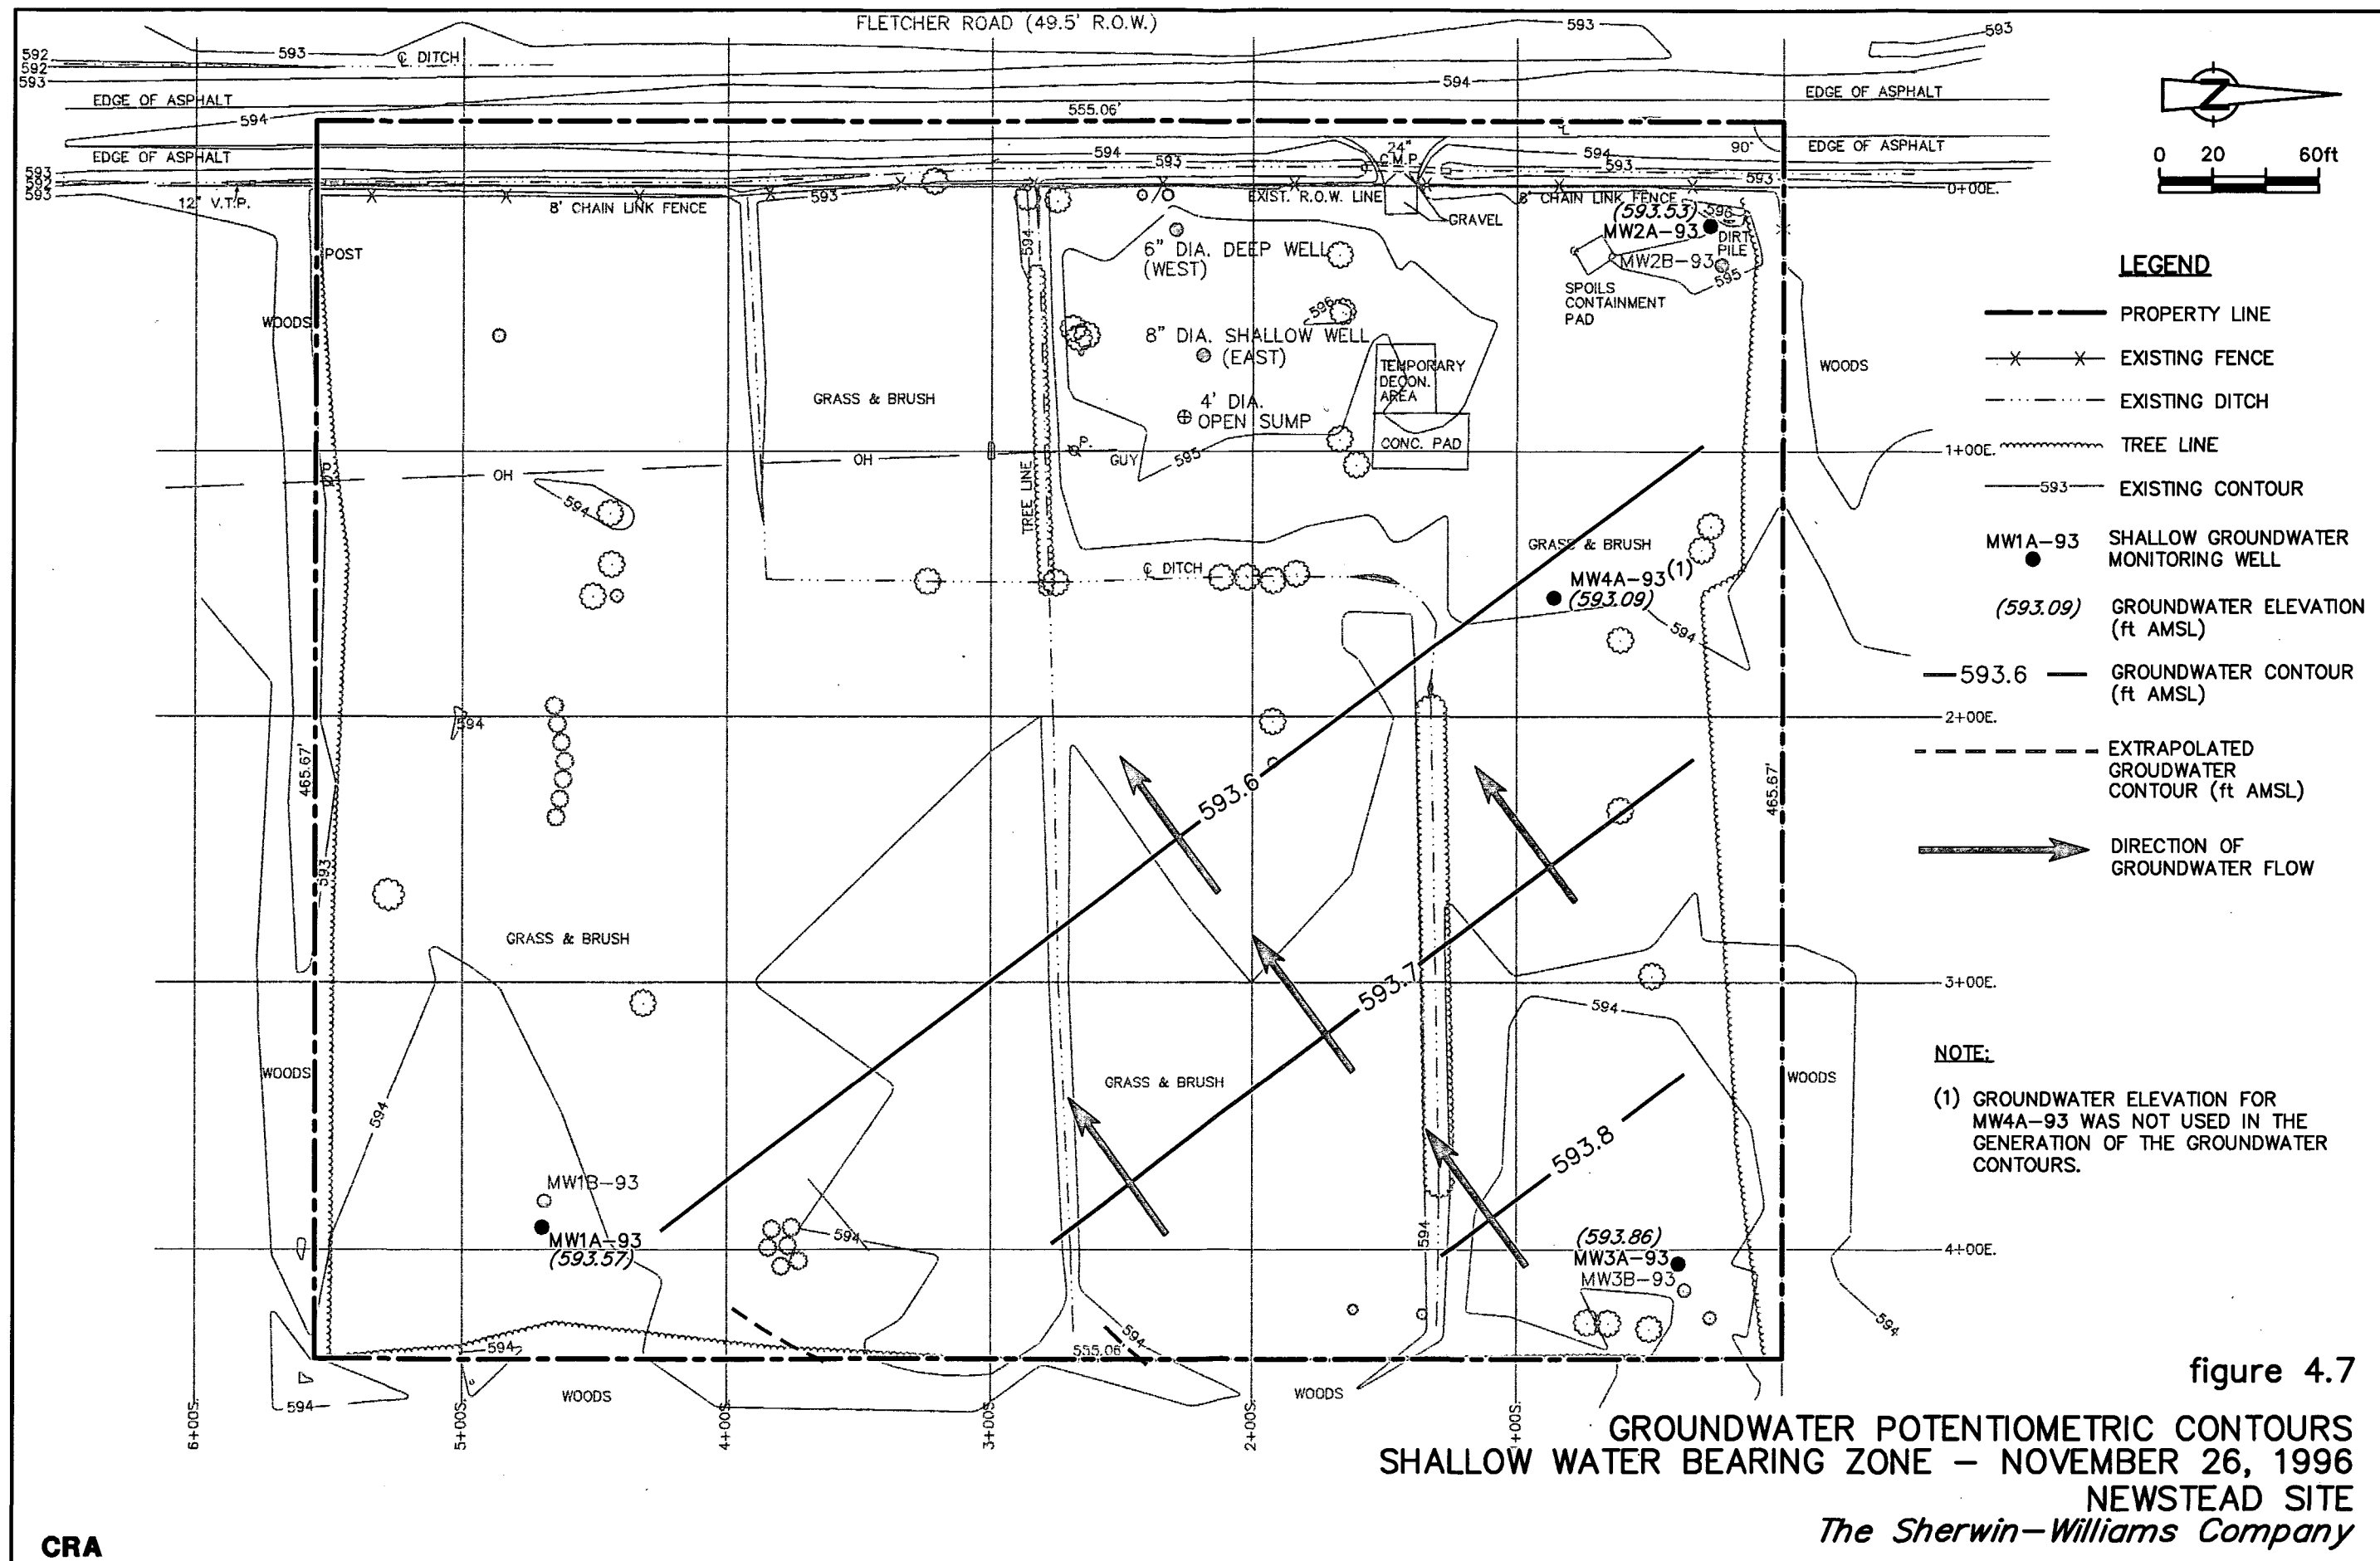 FLETCHER ROAD (49.5' R.O.W.)
593
593
593
592
592
593
℄ DITCH
594
EDGE OF ASPHALT
EDGE OF ASPHALT
555.06'
594
EDGE OF ASPHALT
EDGE OF ASPHALT
90°
594
593
24"
C.M.P.
594
593
593
593
592
593
12" V.T.P.
8' CHAIN LINK FENCE
593
EXIST. R.O.W. LINE
GRAVEL
8' CHAIN LINK FENCE
0+00E.
(593.53)
596
MW2A-93
DIRT
PILE
MW2B-93
595
SPOILS
CONTAINMENT
PAD
POST
594
6" DIA. DEEP WELL
(WEST)
WOODS
596
8" DIA. SHALLOW WELL
(EAST)
TEMPORARY
DECON.
AREA
WOODS
GRASS & BRUSH
4' DIA.
OPEN SUMP
CONC. PAD
P.
OH
OH
P.
GUY
595
1+00E.
594
TREE LINE
GRASS & BRUSH
℄ DITCH
MW4A-93(1)
(593.09)
594
594
2+00E.
465.67'
593
593.6
465.67'
GRASS & BRUSH
593.7
3+00E.
594
WOODS
594
GRASS & BRUSH
WOODS
593.8
MW1B-93
MW1A-93
(593.57)
594
594
(593.86)
MW3A-93
MW3B-93
4+00E.
594
594
594
555.06'
594
WOODS
WOODS
6+00S.
5+00S.
4+00S.
3+00S.
2+00S.
1+00S.
N
0 20 60ft
LEGEND
PROPERTY LINE
EXISTING FENCE
EXISTING DITCH
TREE LINE
593 EXISTING CONTOUR
MW1A-93 SHALLOW GROUNDWATER
MONITORING WELL
(593.09) GROUNDWATER ELEVATION
(ft AMSL)
593.6 GROUNDWATER CONTOUR
(ft AMSL)
EXTRAPOLATED
GROUDWATER
CONTOUR (ft AMSL)
DIRECTION OF
GROUNDWATER FLOW
NOTE:
(1) GROUNDWATER ELEVATION FOR
MW4A-93 WAS NOT USED IN THE
GENERATION OF THE GROUNDWATER
CONTOURS.
figure 4.7
GROUNDWATER POTENTIOMETRIC CONTOURS
SHALLOW WATER BEARING ZONE - NOVEMBER 26, 1996
NEWSTEAD SITE
The Sherwin-Williams Company
CRA